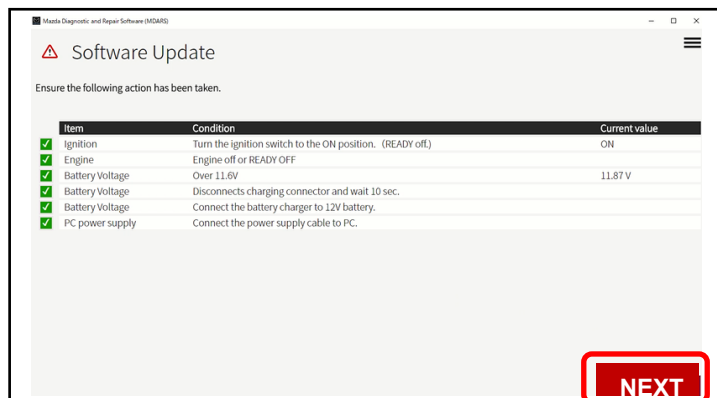 Mazda Diagnostic and Repair Software (MDARS)
Software Update
Ensure the following action has been taken.
Item Condition Current value
Ignition Turn the ignition switch to the ON position. (READY off.) ON
Engine Engine off or READY OFF
Battery Voltage Over 11.6V 11.87 V
Battery Voltage Disconnects charging connector and wait 10 sec.
Battery Voltage Connect the battery charger to 12V battery.
PC power supply Connect the power supply cable to PC.
NEXT